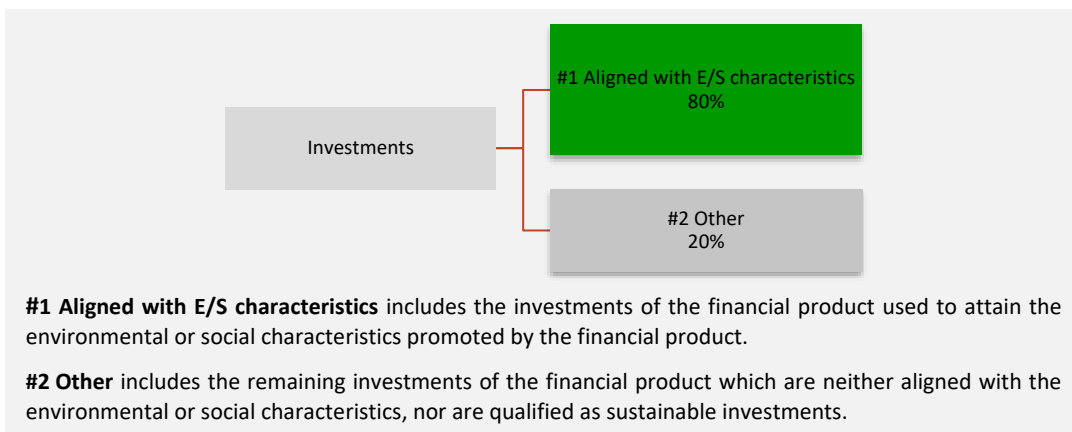 #1 Aligned with E/S characteristics
80%
Investments
#2 Other
20%
#1 Aligned with E/S characteristics includes the investments of the financial product used to attain the
environmental or social characteristics promoted by the financial product.
#2 Other includes the remaining investments of the financial product which are neither aligned with the
environmental or social characteristics, nor are qualified as sustainable investments.